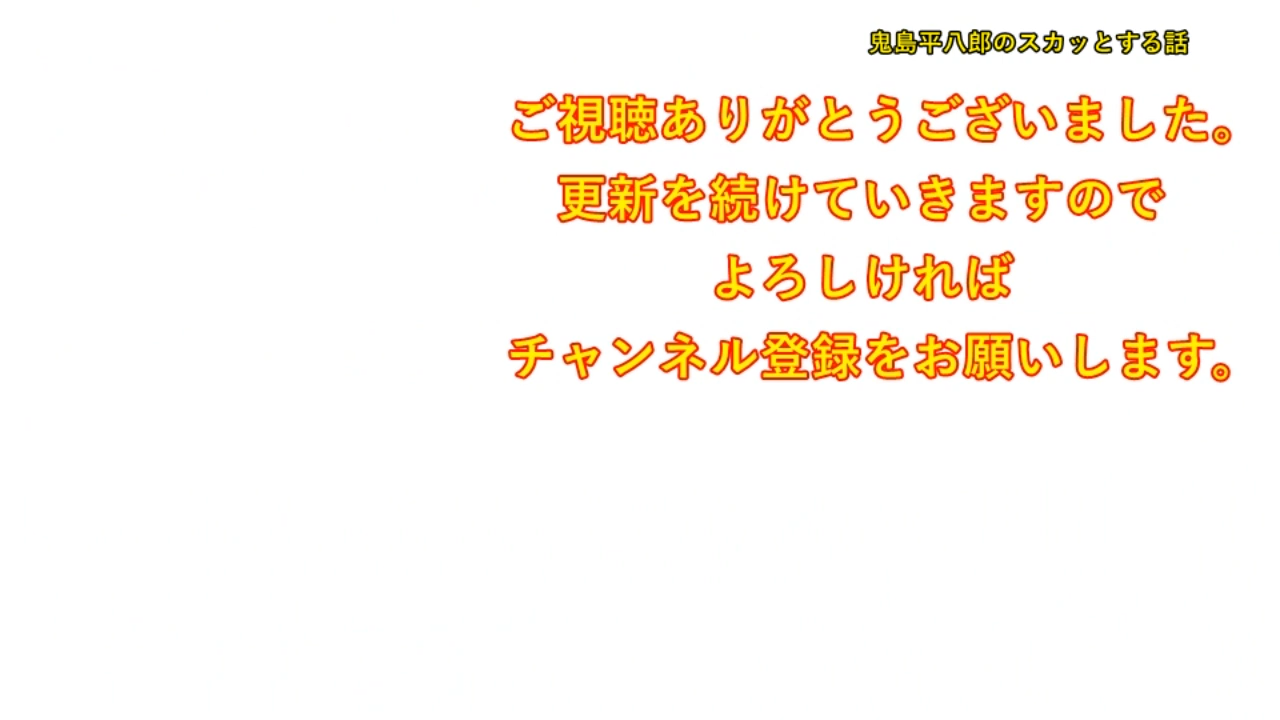 鬼島平八郎のスカッとする話
ご視聴ありがとうございました。
更新を続けていきますので
よろしければ
チャンネル登録をお願いします。